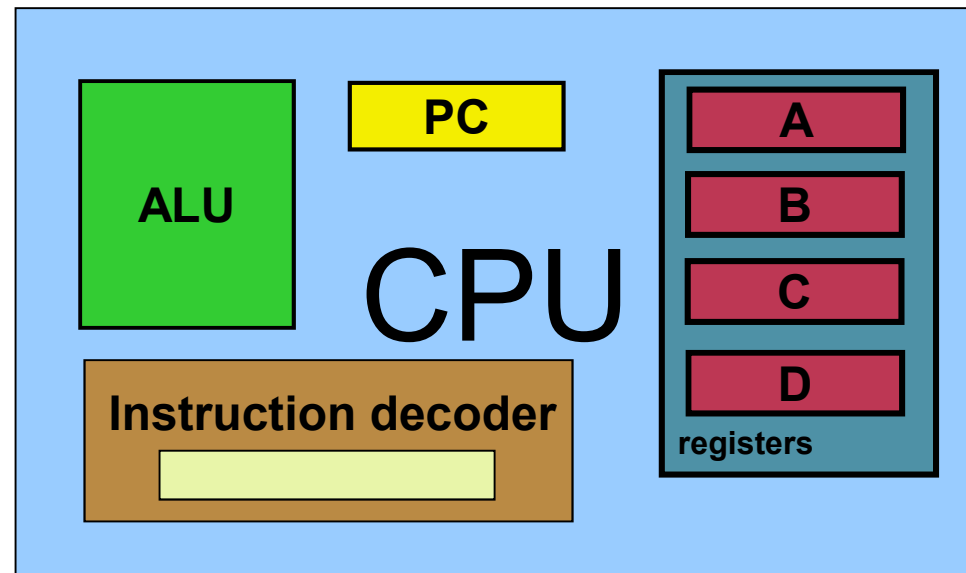 ALU
PC
CPU
Instruction decoder
A
B
C
D
registers